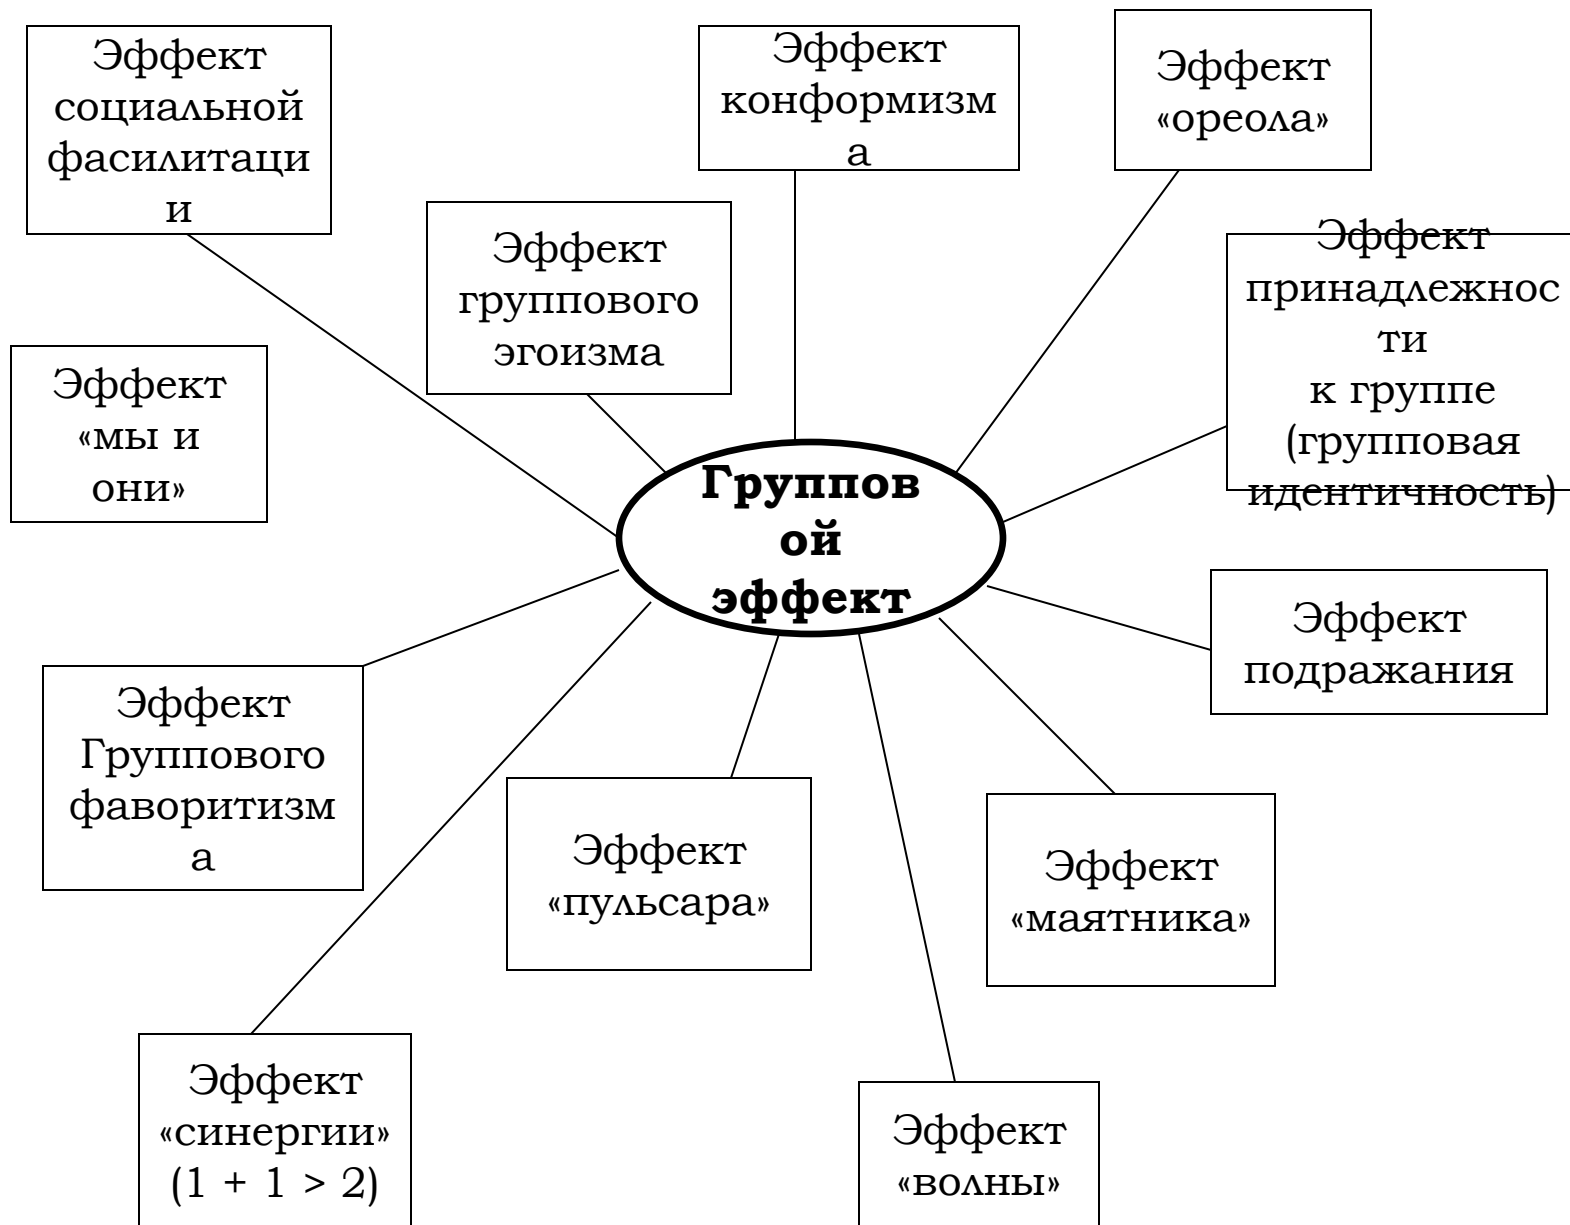 Эффект
социальной
фасилитаци
и
Эффект
конформизм
а
Эффект
«ореола»
Эффект
группового
эгоизма
Эффект
принадлежнос
ти
к группе
(групповая
идентичность)
Эффект
«мы и
они»
Группов
ой
эффект
Эффект
подражания
Эффект
Группового
фаворитизм
а
Эффект
«пульсара»
Эффект
«маятника»
Эффект
«синергии»
(1 + 1 > 2)
Эффект
«волны»